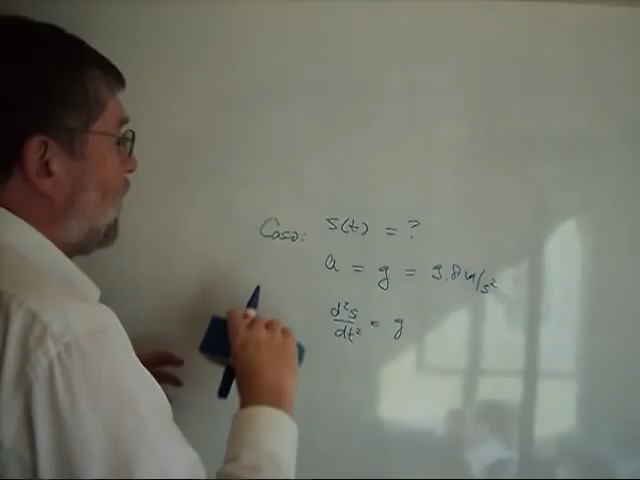 Caso: s(t) = ?
a = g = 9.8 m/s²
d²s/dt² = g